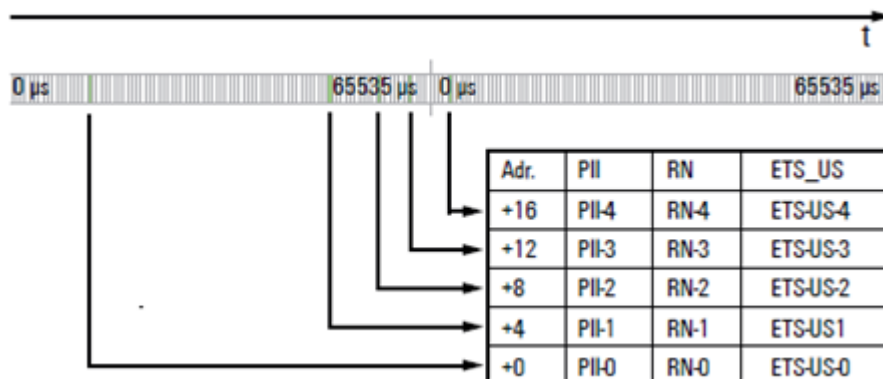 t
0 µs 65535 µs 0 µs 65535 µs
Adr. PII RN ETS_US
+16 PII-4 RN-4 ETS-US-4
+12 PII-3 RN-3 ETS-US-3
+8 PII-2 RN-2 ETS-US-2
+4 PII-1 RN-1 ETS-US1
+0 PII-0 RN-0 ETS-US-0